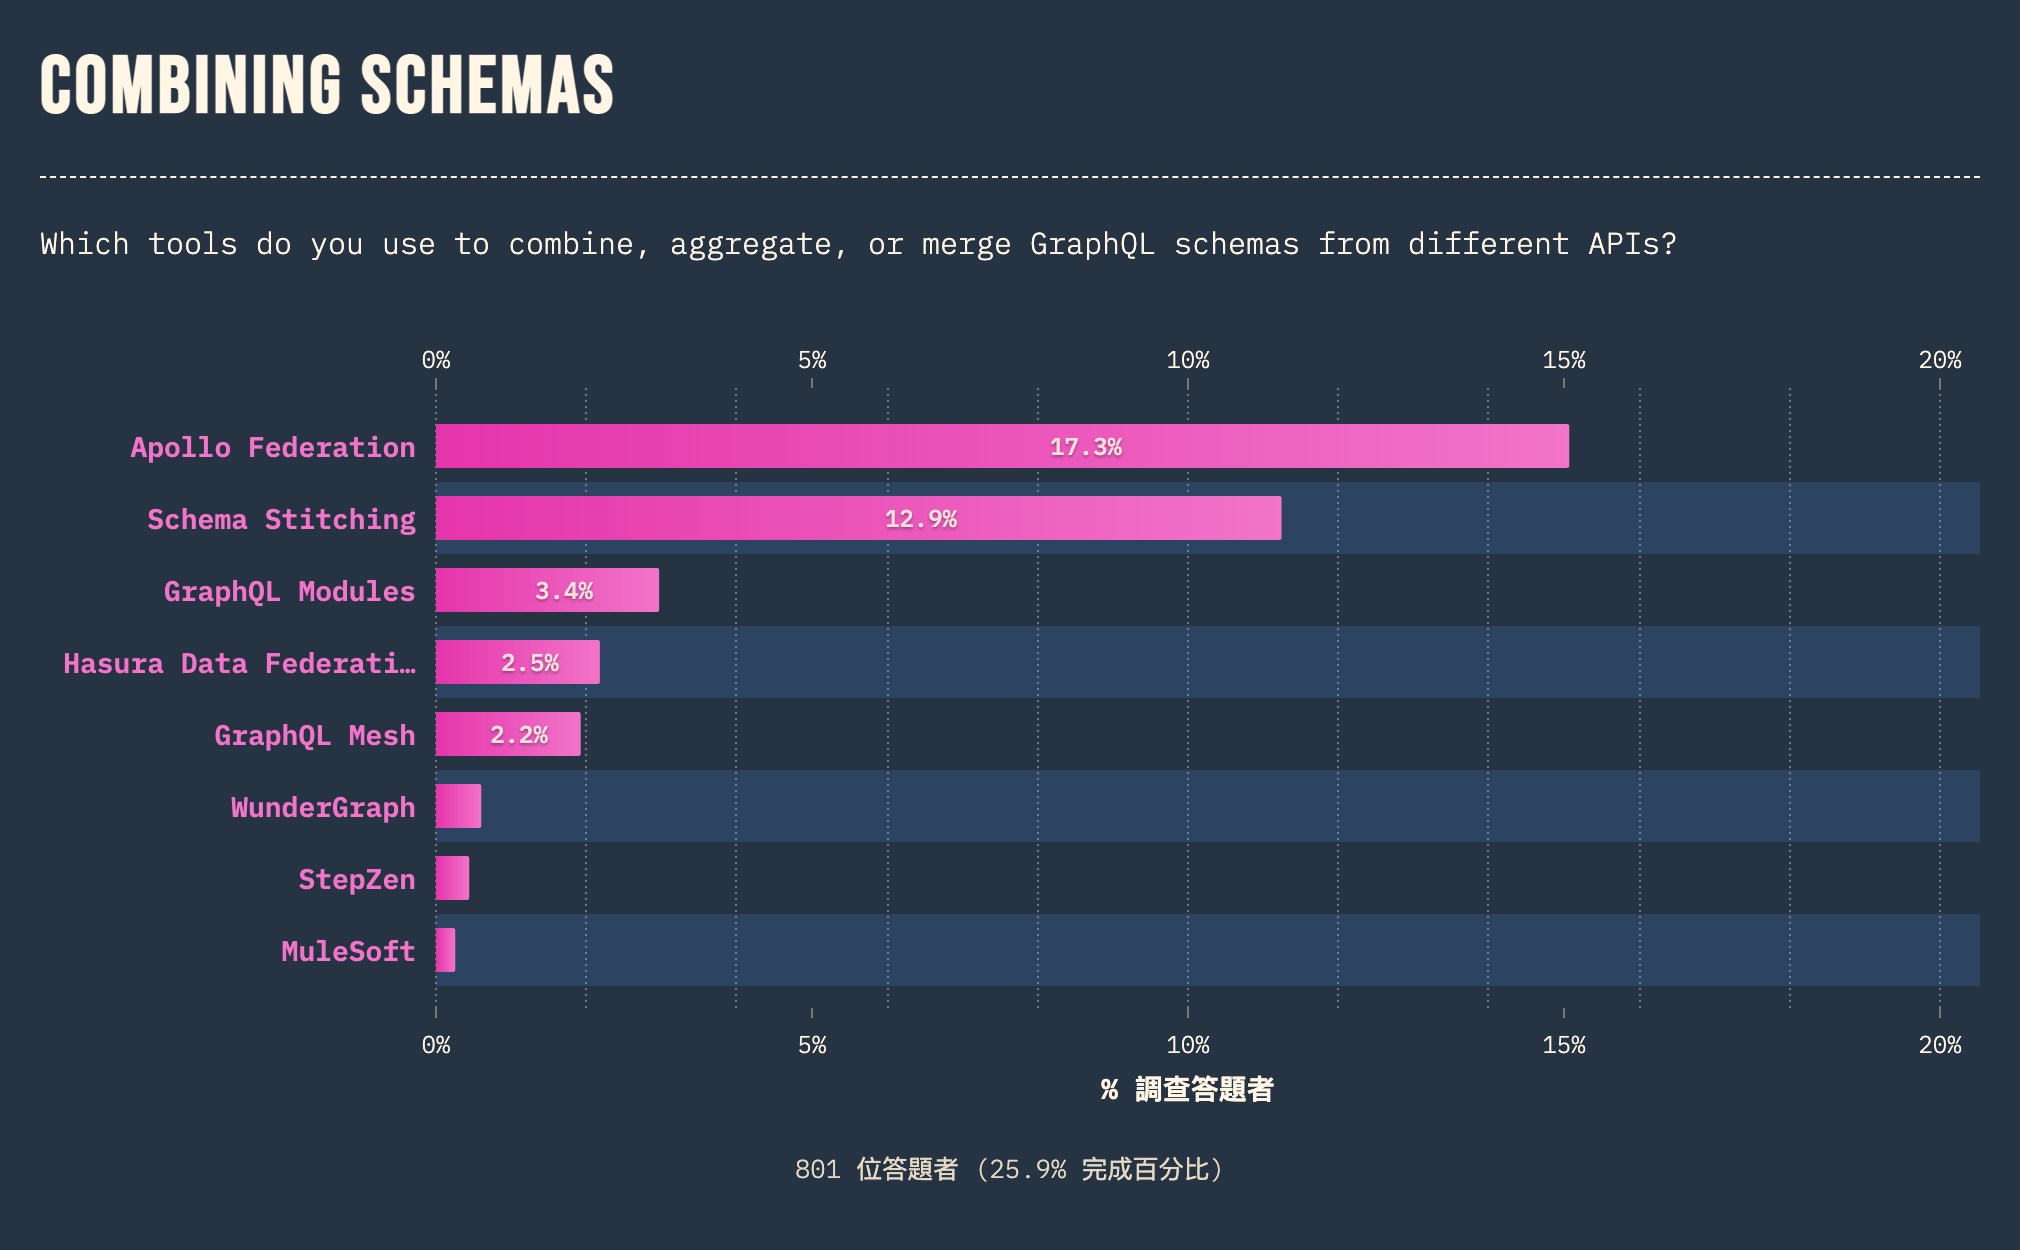 COMBINING SCHEMAS
Which tools do you use to combine, aggregate, or merge GraphQL schemas from different APIs?
0% 5% 10% 15% 20%
Apollo Federation 17.3%
Schema Stitching 12.9%
GraphQL Modules 3.4%
Hasura Data Federati… 2.5%
GraphQL Mesh 2.2%
WunderGraph
StepZen
MuleSoft
0% 5% 10% 15% 20%
% 調查答題者
801 位答題者 (25.9% 完成百分比)